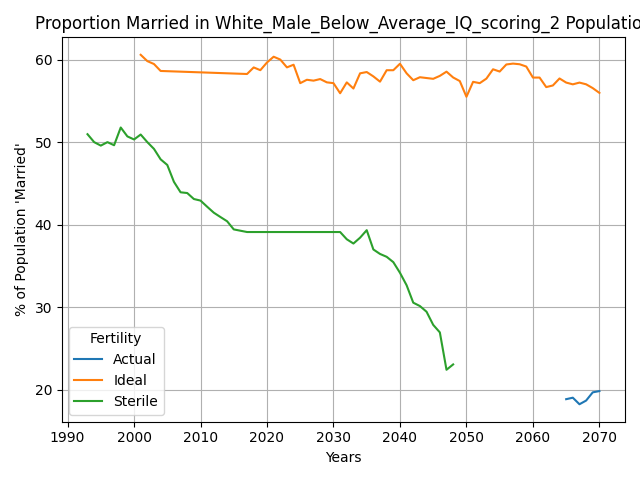 Proportion Married in White_Male_Below_Average_IQ_scoring_2 Populatio
% of Population 'Married'
60
50
40
30
20
Fertility
Actual
Ideal
Sterile
1990 2000 2010 2020 2030 2040 2050 2060 2070
Years